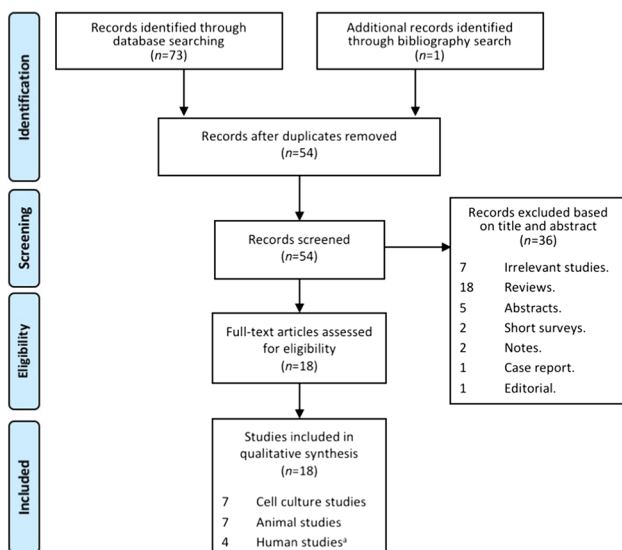 Identification
Records identified through
database searching
(n=73)
Additional records identified
through bibliography search
(n=1)
Records after duplicates removed
(n=54)
Screening
Records screened
(n=54)
Records excluded based
on title and abstract
(n=36)
7 Irrelevant studies.
18 Reviews.
5 Abstracts.
2 Short surveys.
2 Notes.
1 Case report.
1 Editorial.
Eligibility
Full-text articles assessed
for eligibility
(n=18)
Included
Studies included in
qualitative synthesis
(n=18)
7 Cell culture studies
7 Animal studies
4 Human studiesᵃ